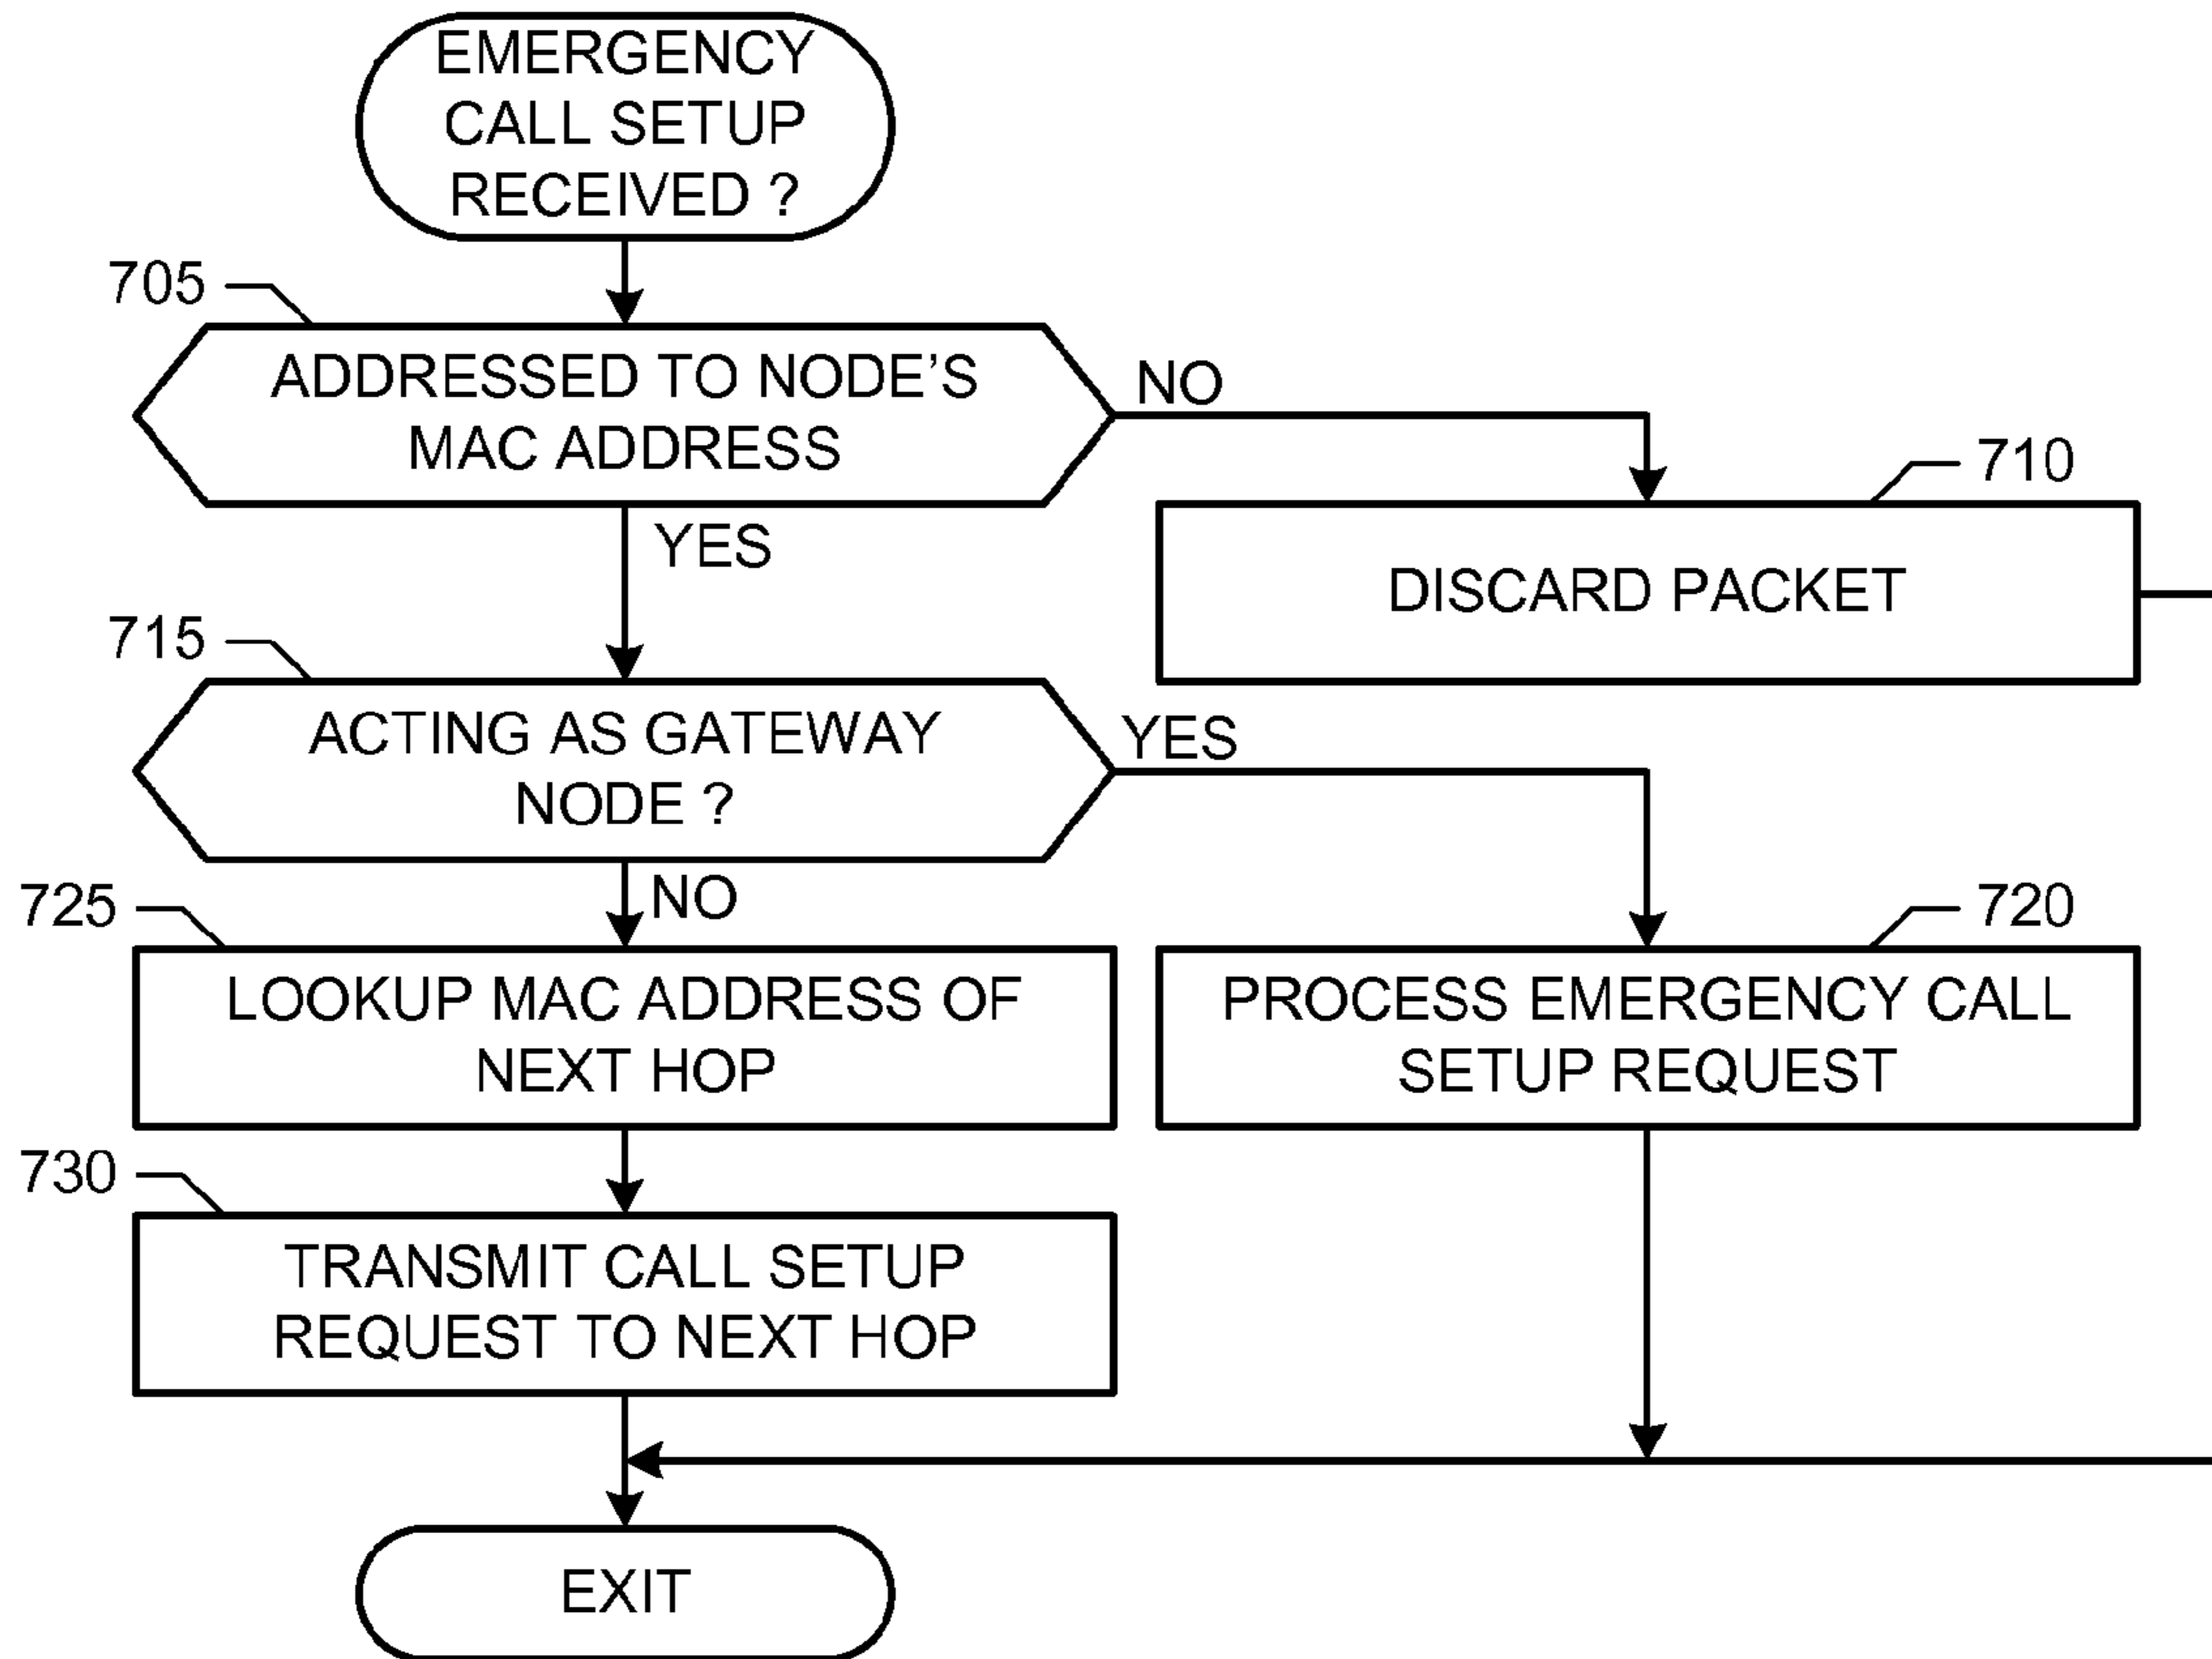 EMERGENCY
CALL SETUP
RECEIVED ?
705
ADDRESSED TO NODE'S
MAC ADDRESS
NO
710
YES
DISCARD PACKET
715
ACTING AS GATEWAY
NODE ?
YES
NO
725
720
LOOKUP MAC ADDRESS OF
NEXT HOP
PROCESS EMERGENCY CALL
SETUP REQUEST
730
TRANSMIT CALL SETUP
REQUEST TO NEXT HOP
EXIT